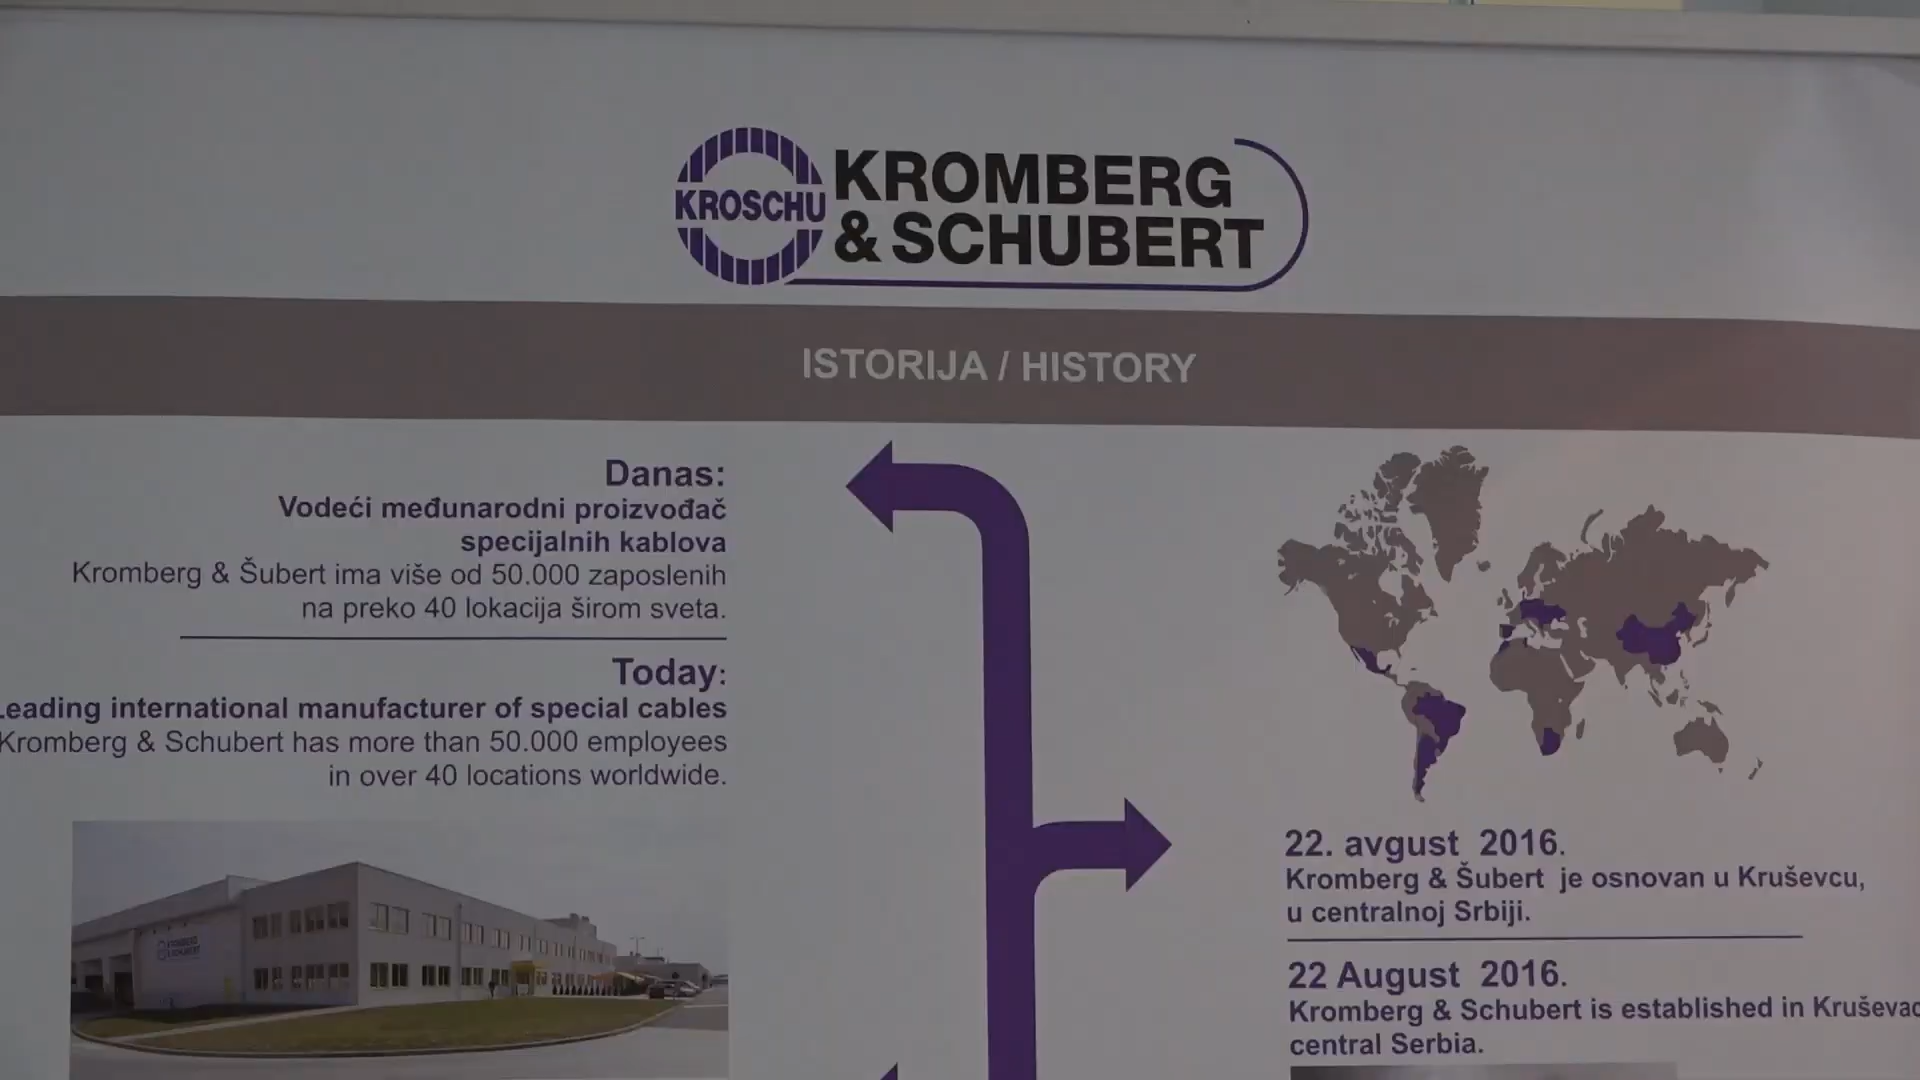 KROSCHU
KROMBERG
& SCHUBERT
ISTORIJA / HISTORY
Danas:
Vodeći međunarodni proizvođač
specijalnih kablova
Kromberg & Šubert ima više od 50.000 zaposlenih
na preko 40 lokacija širom sveta.
Today:
Leading international manufacturer of special cables
Kromberg & Schubert has more than 50.000 employees
in over 40 locations worldwide.
KROMBERG
& SCHUBERT
22. avgust 2016.
Kromberg & Šubert je osnovan u Kruševcu,
u centralnoj Srbiji.
22 August 2016.
Kromberg & Schubert is established in Kruševac
central Serbia.